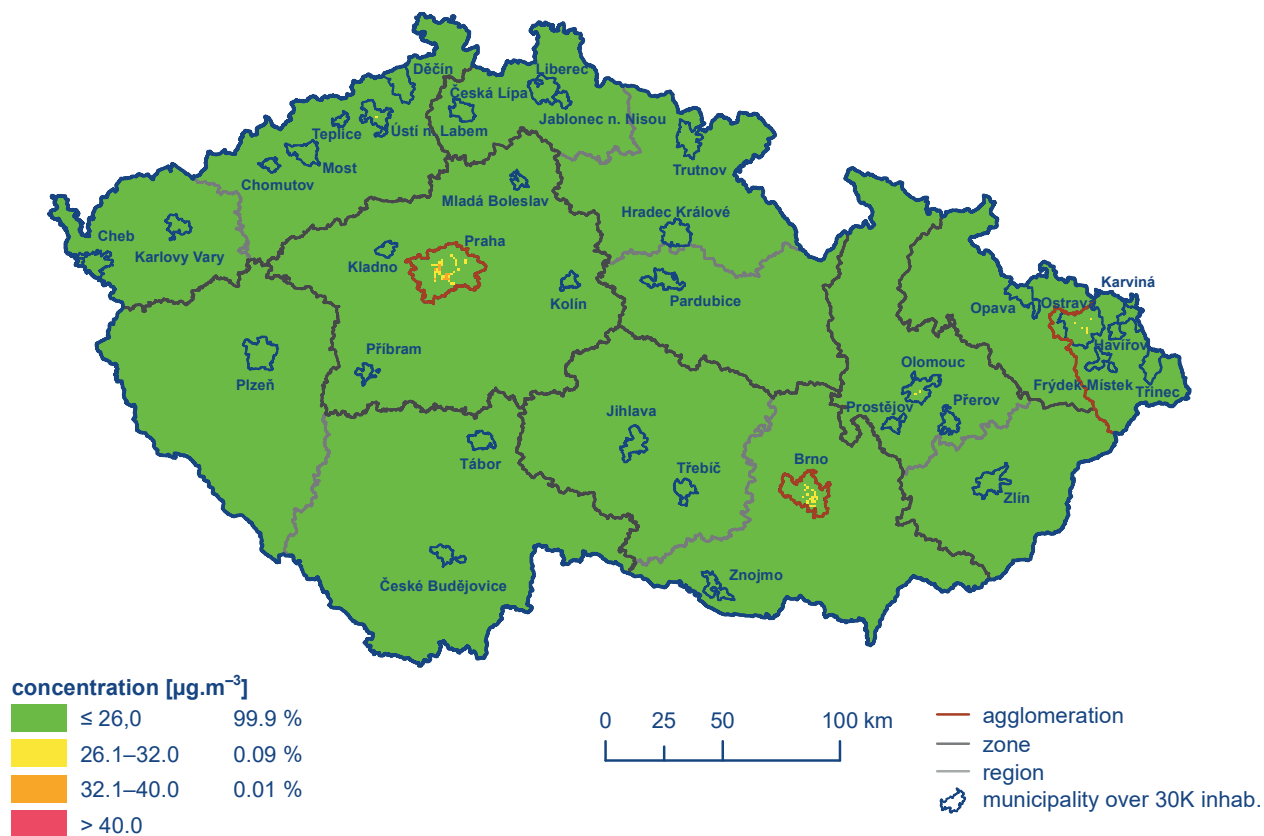 Děčín
Liberec
Česká Lípa
Jablonec n. Nisou
Teplice
Ústí n. Labem
Most
Chomutov
Trutnov
Mladá Boleslav
Hradec Králové
Cheb
Karlovy Vary
Praha
Kladno
Kolín
Pardubice
Karviná
Opava
Ostrava
Havířov
Příbram
Plzeň
Olomouc
Frýdek-Místek
Třinec
Prostějov
Přerov
Jihlava
Tábor
Třebíč
Brno
Zlín
České Budějovice
Znojmo
concentration [µg.m⁻³]
≤ 26,0 99.9 %
26.1–32.0 0.09 %
32.1–40.0 0.01 %
> 40.0
0 25 50 100 km
agglomeration
zone
region
municipality over 30K inhab.